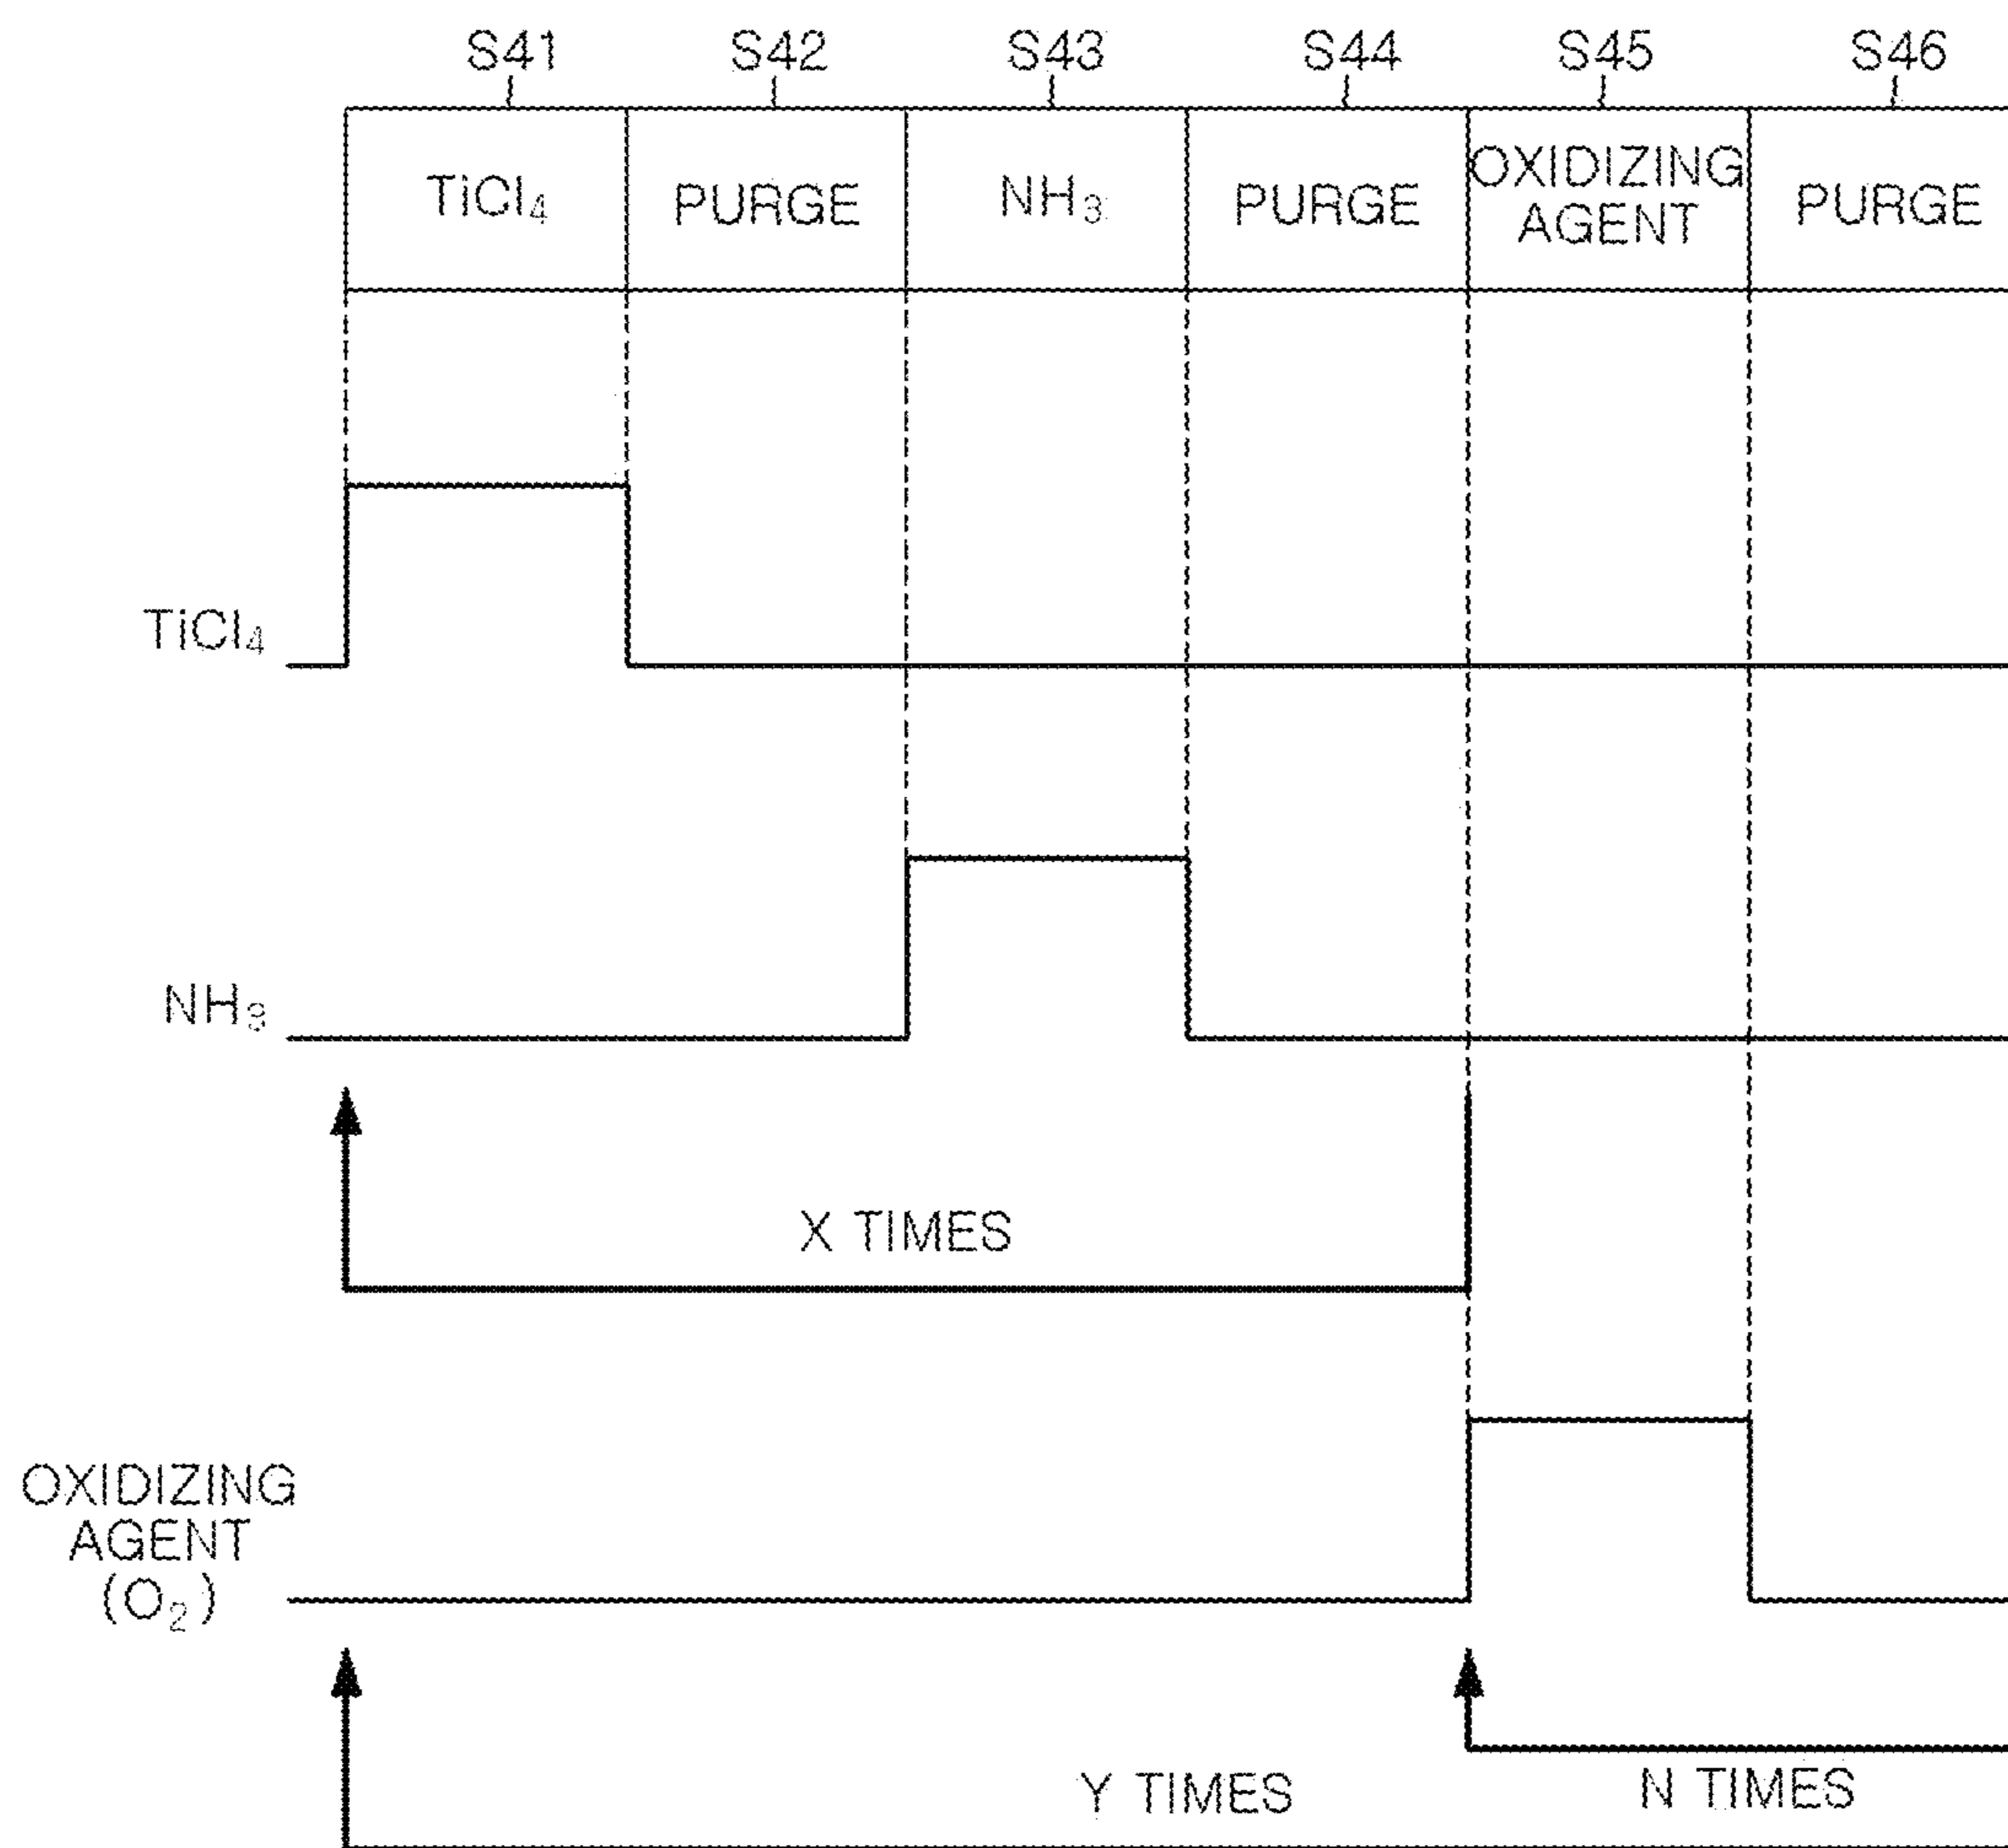 S41 S42 S43 S44 S45 S46
TiCl₄ PURGE NH₃ PURGE OXIDIZING AGENT PURGE
TiCl₄
NH₃
X TIMES
OXIDIZING
AGENT
(O₂)
Y TIMES
N TIMES